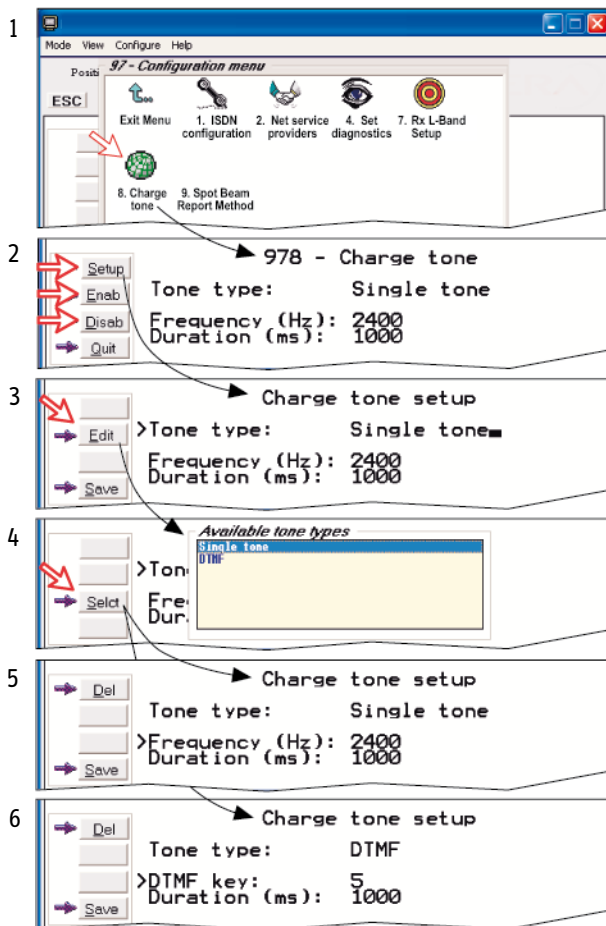 1
Mode View Configure Help
97 - Configuration menu
ESC
Exit Menu
1. ISDN configuration
2. Net service providers
4. Set diagnostics
7. Rx L-Band Setup
8. Charge tone
9. Spot Beam Report Method
2
978 - Charge tone
Setup
Enab
Tone type: Single tone
Disab
Frequency (Hz): 2400
Duration (ms): 1000
Quit
3
Charge tone setup
Edit
>Tone type: Single tone
Frequency (Hz): 2400
Duration (ms): 1000
Save
4
Available tone types
Single tone
DTMF
>Ton
Selct
Fre
Dur
5
Charge tone setup
Del
Tone type: Single tone
>Frequency (Hz): 2400
Duration (ms): 1000
Save
6
Charge tone setup
Del
Tone type: DTMF
>DTMF key: 5
Duration (ms): 1000
Save